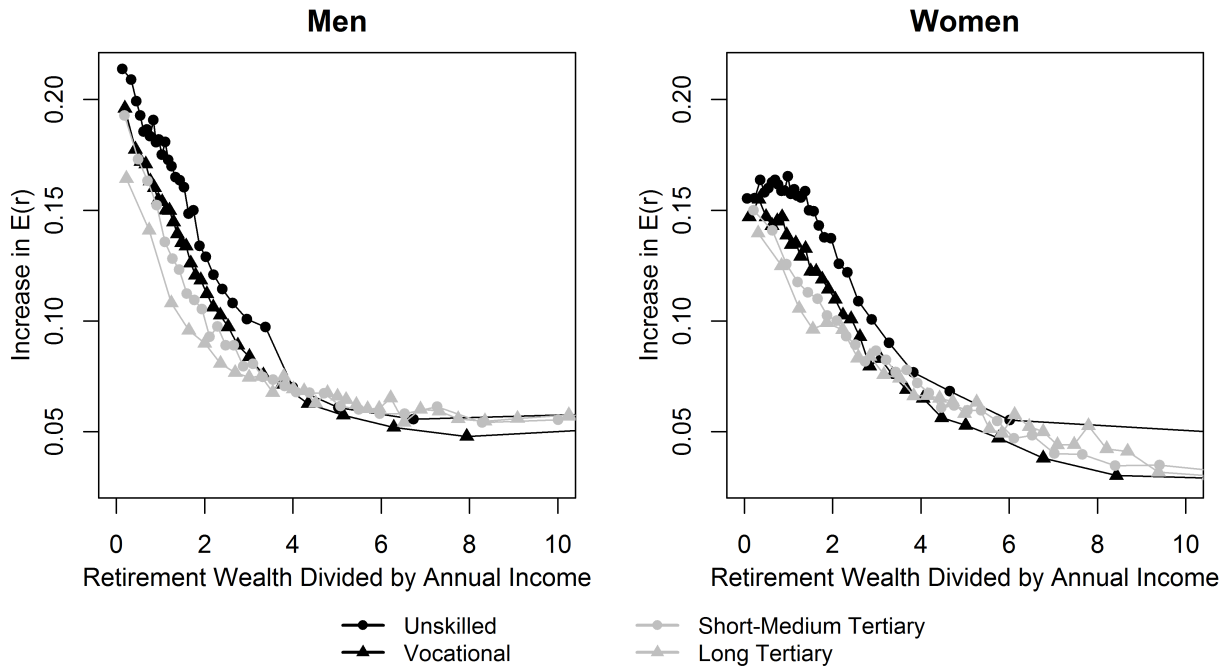 Men
Women
Increase in E(r)
0.20
0.15
0.10
0.05
0 2 4 6 8 10
Retirement Wealth Divided by Annual Income
Increase in E(r)
0.20
0.15
0.10
0.05
0 2 4 6 8 10
Retirement Wealth Divided by Annual Income
Unskilled
Short-Medium Tertiary
Vocational
Long Tertiary